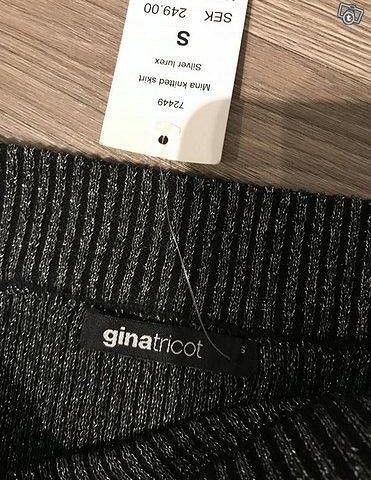 72449
Mina knitted skirt
Silver lurex
S
SEK 249.00
ginatricot
S